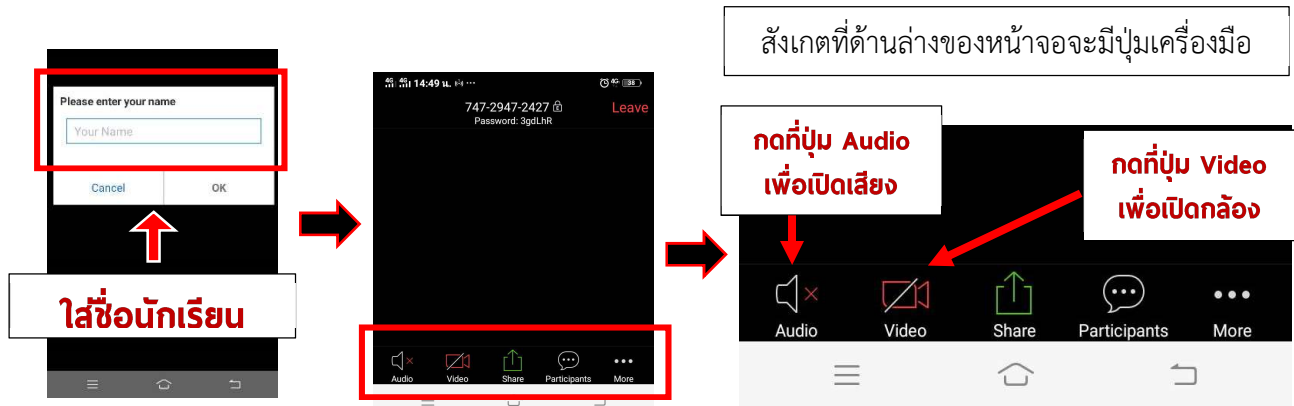 สังเกตที่ด้านล่างของหน้าจอจะมีปุ่มเครื่องมือ
Please enter your name
Your Name
Cancel OK
ใส่ชื่อนักเรียน
4G 4G 14:49 น. ... 4G 38
747-2947-2427
Leave
Password: 3gdLhR
Audio Video Share Participants More
กดที่ปุ่ม Audio
เพื่อเปิดเสียง
กดที่ปุ่ม Video
เพื่อเปิดกล้อง
Audio Video Share Participants More